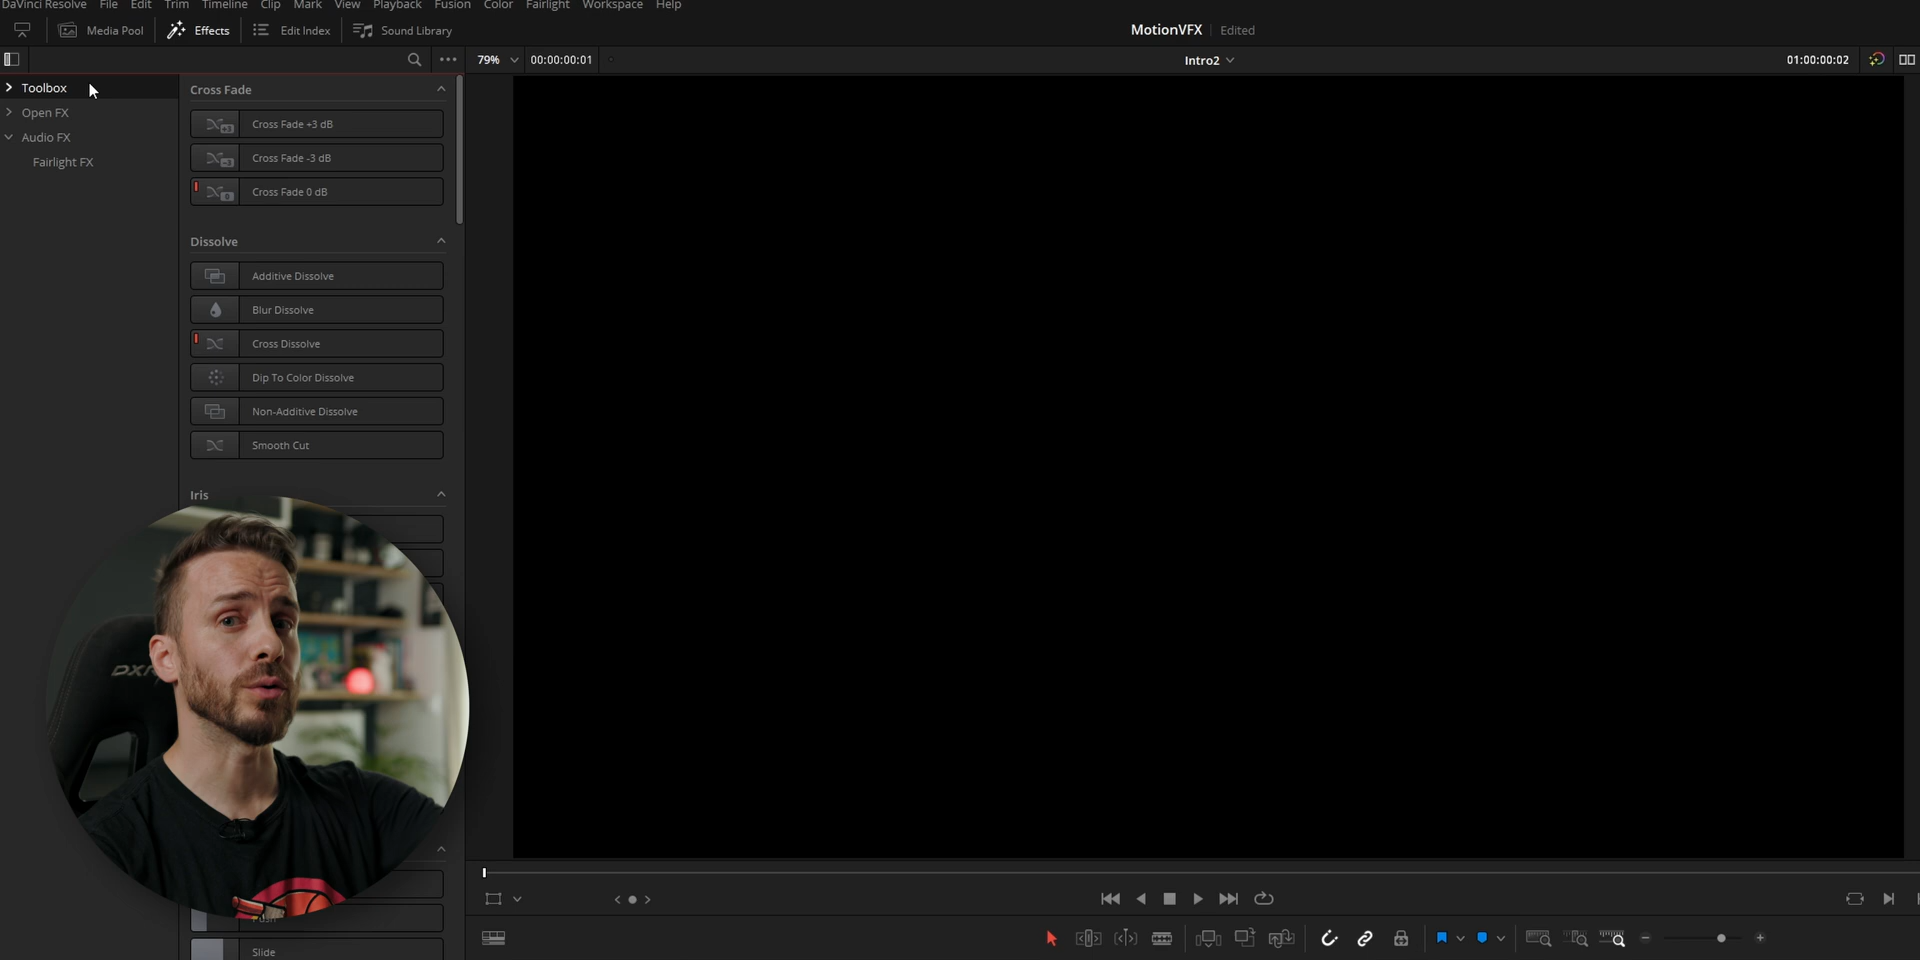 DaVinci Resolve File Edit Trim Timeline Clip Mark View Playback Fusion Color Fairlight Workspace Help
Media Pool Effects Edit Index Sound Library MotionVFX Edited
79% 00:00:00:01 Intro2 01:00:00:02
Toolbox
Open FX
Audio FX
Fairlight FX
Cross Fade
Cross Fade +3 dB
Cross Fade -3 dB
Cross Fade 0 dB
Dissolve
Additive Dissolve
Blur Dissolve
Cross Dissolve
Dip To Color Dissolve
Non-Additive Dissolve
Smooth Cut
Iris
Push
Slide